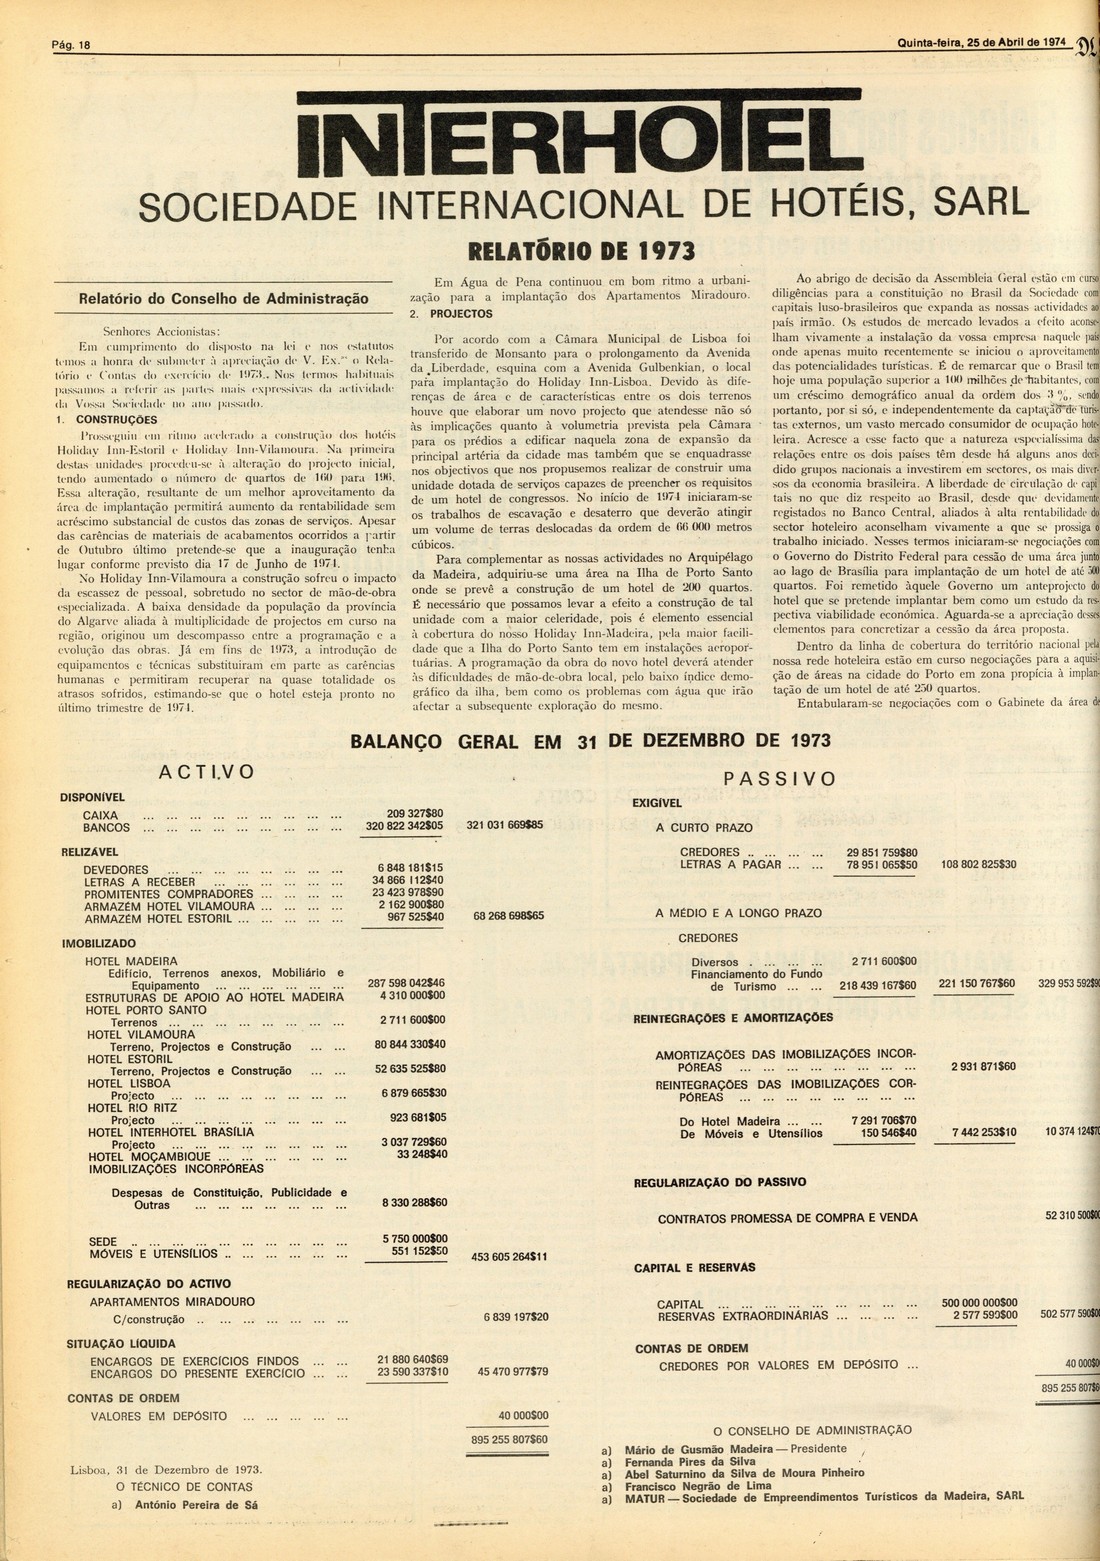 Pág. 18
Quinta-feira, 25 de Abril de 1974
DL
INTERHOTEL
SOCIEDADE INTERNACIONAL DE HOTÉIS, SARL
RELATÓRIO DE 1973
Relatório do Conselho de Administração
Senhores Accionistas:
Em cumprimento do disposto na lei e nos estatutos
temos a honra de submeter à apreciação de V. Ex.ªˢ o Rela-
tório e Contas do exercício de 1973. Nos termos habituais
passamos a referir as partes mais expressivas da actividade
da Vossa Sociedade no ano passado.
1. CONSTRUÇÕES
Prosseguiu em ritmo acelerado a construção dos hotéis
Holiday Inn-Estoril e Holiday Inn-Vilamoura. Na primeira
destas unidades procedeu-se à alteração do projecto inicial,
tendo aumentado o número de quartos de 160 para 196.
Essa alteração, resultante de um melhor aproveitamento da
área de implantação permitirá aumento da rentabilidade sem
acréscimo substancial de custos das zonas de serviços. Apesar
das carências de materiais de acabamentos ocorridos a partir
de Outubro último pretende-se que a inauguração tenha
lugar conforme previsto dia 17 de Junho de 1974.
No Holiday Inn-Vilamoura a construção sofreu o impacto
da escassez de pessoal, sobretudo no sector de mão-de-obra
especializada. A baixa densidade da população da província
do Algarve aliada à multiplicidade de projectos em curso na
região, originou um descompasso entre a programação e a
evolução das obras. Já em fins de 1973, a introdução de
equipamentos e técnicas substituiram em parte as carências
humanas e permitiram recuperar na quase totalidade os
atrasos sofridos, estimando-se que o hotel esteja pronto no
último trimestre de 1974.
Em Água de Pena continuou em bom ritmo a urbani-
zação para a implantação dos Apartamentos Miradouro.
2. PROJECTOS
Por acordo com a Câmara Municipal de Lisboa foi
transferido de Monsanto para o prolongamento da Avenida
da Liberdade, esquina com a Avenida Gulbenkian, o local
para implantação do Holiday Inn-Lisboa. Devido às dife-
renças de área e de características entre os dois terrenos
houve que elaborar um novo projecto que atendesse não só
às implicações quanto à volumetria prevista pela Câmara
para os prédios a edificar naquela zona de expansão da
principal artéria da cidade mas também que se enquadrasse
nos objectivos que nos propusemos realizar de construir uma
unidade dotada de serviços capazes de preencher os requisitos
de um hotel de congressos. No início de 1974 iniciaram-se
os trabalhos de escavação e desaterro que deverão atingir
um volume de terras deslocadas da ordem de 66 000 metros
cúbicos.
Para complementar as nossas actividades no Arquipélago
da Madeira, adquiriu-se uma área na Ilha de Porto Santo
onde se prevê a construção de um hotel de 200 quartos.
É necessário que possamos levar a efeito a construção de tal
unidade com a maior celeridade, pois é elemento essencial
à cobertura do nosso Holiday Inn-Madeira, pela maior facili-
dade que a Ilha do Porto Santo tem em instalações aeropor-
tuárias. A programação da obra do novo hotel deverá atender
às dificuldades de mão-de-obra local, pelo baixo índice demo-
gráfico da ilha, bem como os problemas com água que irão
afectar a subsequente exploração do mesmo.
Ao abrigo de decisão da Assembleia Geral estão em curso
diligências para a constituição no Brasil da Sociedade com
capitais luso-brasileiros que expanda as nossas actividades ao
país irmão. Os estudos de mercado levados a efeito aconse-
lham vivamente a instalação da vossa empresa naquele país
onde apenas muito recentemente se iniciou o aproveitamento
das potencialidades turísticas. É de remarcar que o Brasil tem
hoje uma população superior a 100 milhões de habitantes, com
um créscimo demográfico anual da ordem dos 3 %, sendo
portanto, por si só, e independentemente da captação de turis-
tas externos, um vasto mercado consumidor de ocupação hote-
leira. Acresce a esse facto que a natureza especialíssima das
relações entre os dois países têm desde há alguns anos deci-
dido grupos nacionais a investirem em sectores, os mais diver-
sos da economia brasileira. A liberdade de circulação de capi-
tais no que diz respeito ao Brasil, desde que devidamente
registados no Banco Central, aliados à alta rentabilidade do
sector hoteleiro aconselham vivamente a que se prossiga o
trabalho iniciado. Nesses termos iniciaram-se negociações com
o Governo do Distrito Federal para cessão de uma área junto
ao lago de Brasília para implantação de um hotel de até 500
quartos. Foi remetido àquele Governo um anteprojecto do
hotel que se pretende implantar bem como um estudo da res-
pectiva viabilidade económica. Aguarda-se a apreciação desses
elementos para concretizar a cessão da área proposta.
Dentro da linha de cobertura do território nacional pela
nossa rede hoteleira estão em curso negociações para a aquisi-
ção de áreas na cidade do Porto em zona propícia à implan-
tação de um hotel de até 250 quartos.
Entabularam-se negociações com o Gabinete da área de
BALANÇO GERAL EM 31 DE DEZEMBRO DE 1973
ACTIVO
DISPONÍVEL
CAIXA ... 209 327$80
BANCOS ... 320 822 342$05 321 031 669$85
RELIZÁVEL
DEVEDORES ... 6 848 181$15
LETRAS A RECEBER ... 34 866 112$40
PROMITENTES COMPRADORES ... 23 423 978$90
ARMAZÉM HOTEL VILAMOURA ... 2 162 900$80
ARMAZÉM HOTEL ESTORIL ... 967 525$40 68 268 698$65
IMOBILIZADO
HOTEL MADEIRA
Edifício, Terrenos anexos, Mobiliário e
Equipamento ... 287 598 042$46
ESTRUTURAS DE APOIO AO HOTEL MADEIRA 4 310 000$00
HOTEL PORTO SANTO
Terrenos ... 2 711 600$00
HOTEL VILAMOURA
Terreno, Projectos e Construção ... 80 844 330$40
HOTEL ESTORIL
Terreno, Projectos e Construção ... 52 635 525$80
HOTEL LISBOA
Projecto ... 6 879 665$30
HOTEL RIO RITZ
Projecto ... 923 681$05
HOTEL INTERHOTEL BRASÍLIA
Projecto ... 3 037 729$60
HOTEL MOÇAMBIQUE ... 33 248$40
IMOBILIZAÇÕES INCORPÓREAS
Despesas de Constituição, Publicidade e
Outras ... 8 330 288$60
SEDE ... 5 750 000$00
MÓVEIS E UTENSÍLIOS ... 551 152$50 453 605 264$11
REGULARIZAÇÃO DO ACTIVO
APARTAMENTOS MIRADOURO
C/construção ... 6 839 197$20
SITUAÇÃO LÍQUIDA
ENCARGOS DE EXERCÍCIOS FINDOS ... 21 880 640$69
ENCARGOS DO PRESENTE EXERCÍCIO ... 23 590 337$10 45 470 977$79
CONTAS DE ORDEM
VALORES EM DEPÓSITO ... 40 000$00
895 255 807$60
Lisboa, 31 de Dezembro de 1973.
O TÉCNICO DE CONTAS
a) António Pereira de Sá
PASSIVO
EXIGÍVEL
A CURTO PRAZO
CREDORES ... 29 851 759$80
LETRAS A PAGAR ... 78 951 065$50 108 802 825$30
A MÉDIO E A LONGO PRAZO
CREDORES
Diversos ... 2 711 600$00
Financiamento do Fundo
de Turismo ... 218 439 167$60 221 150 767$60 329 953 592$90
REINTEGRAÇÕES E AMORTIZAÇÕES
AMORTIZAÇÕES DAS IMOBILIZAÇÕES INCOR-
PÓREAS ... 2 931 871$60
REINTEGRAÇÕES DAS IMOBILIZAÇÕES COR-
PÓREAS ...
Do Hotel Madeira ... 7 291 706$70
De Móveis e Utensílios 150 546$40 7 442 253$10 10 374 124$70
REGULARIZAÇÃO DO PASSIVO
CONTRATOS PROMESSA DE COMPRA E VENDA 52 310 500$00
CAPITAL E RESERVAS
CAPITAL ... 500 000 000$00
RESERVAS EXTRAORDINÁRIAS ... 2 577 590$00 502 577 590$00
CONTAS DE ORDEM
CREDORES POR VALORES EM DEPÓSITO ... 40 000$0
895 255 807$6
O CONSELHO DE ADMINISTRAÇÃO
a) Mário de Gusmão Madeira — Presidente
a) Fernanda Pires da Silva
a) Abel Saturnino da Silva de Moura Pinheiro
a) Francisco Negrão de Lima
a) MATUR — Sociedade de Empreendimentos Turísticos da Madeira, SARL